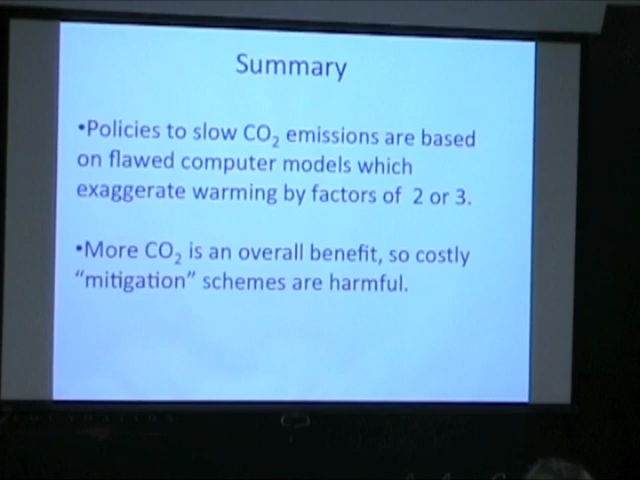 Summary
•Policies to slow CO₂ emissions are based
on flawed computer models which
exaggerate warming by factors of 2 or 3.
•More CO₂ is an overall benefit, so costly
“mitigation” schemes are harmful.